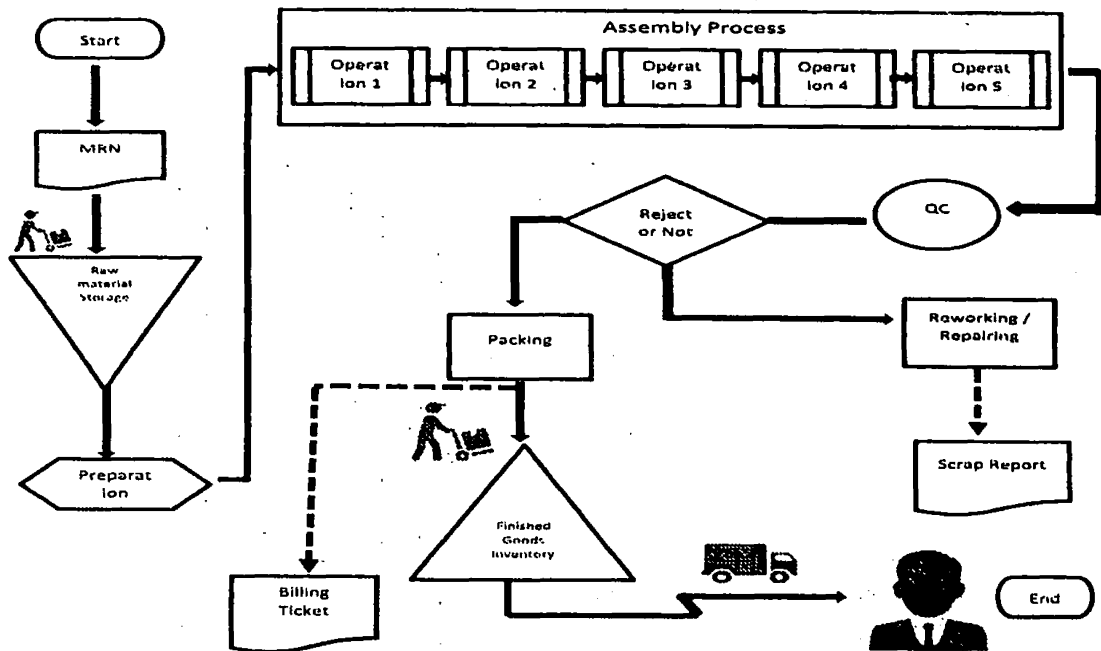 Start
MRN
Raw
material
Storage
Preparat
ion
Assembly Process
Operat
ion 1
Operat
ion 2
Operat
ion 3
Operat
ion 4
Operat
ion 5
QC
Reject
or Not
Packing
Reworking /
Repairing
Scrap Report
Billing
Ticket
Finished
Goods
Inventory
End